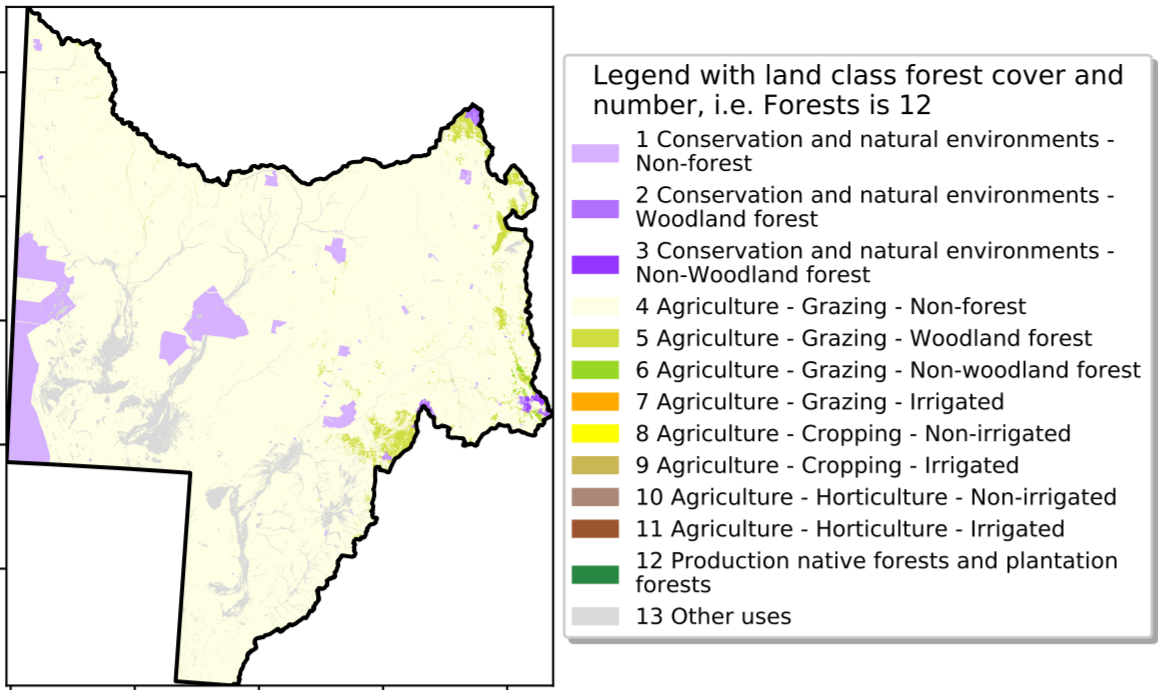 Legend with land class forest cover and
number, i.e. Forests is 12
1 Conservation and natural environments -
Non-forest
2 Conservation and natural environments -
Woodland forest
3 Conservation and natural environments -
Non-Woodland forest
4 Agriculture - Grazing - Non-forest
5 Agriculture - Grazing - Woodland forest
6 Agriculture - Grazing - Non-woodland forest
7 Agriculture - Grazing - Irrigated
8 Agriculture - Cropping - Non-irrigated
9 Agriculture - Cropping - Irrigated
10 Agriculture - Horticulture - Non-irrigated
11 Agriculture - Horticulture - Irrigated
12 Production native forests and plantation
forests
13 Other uses